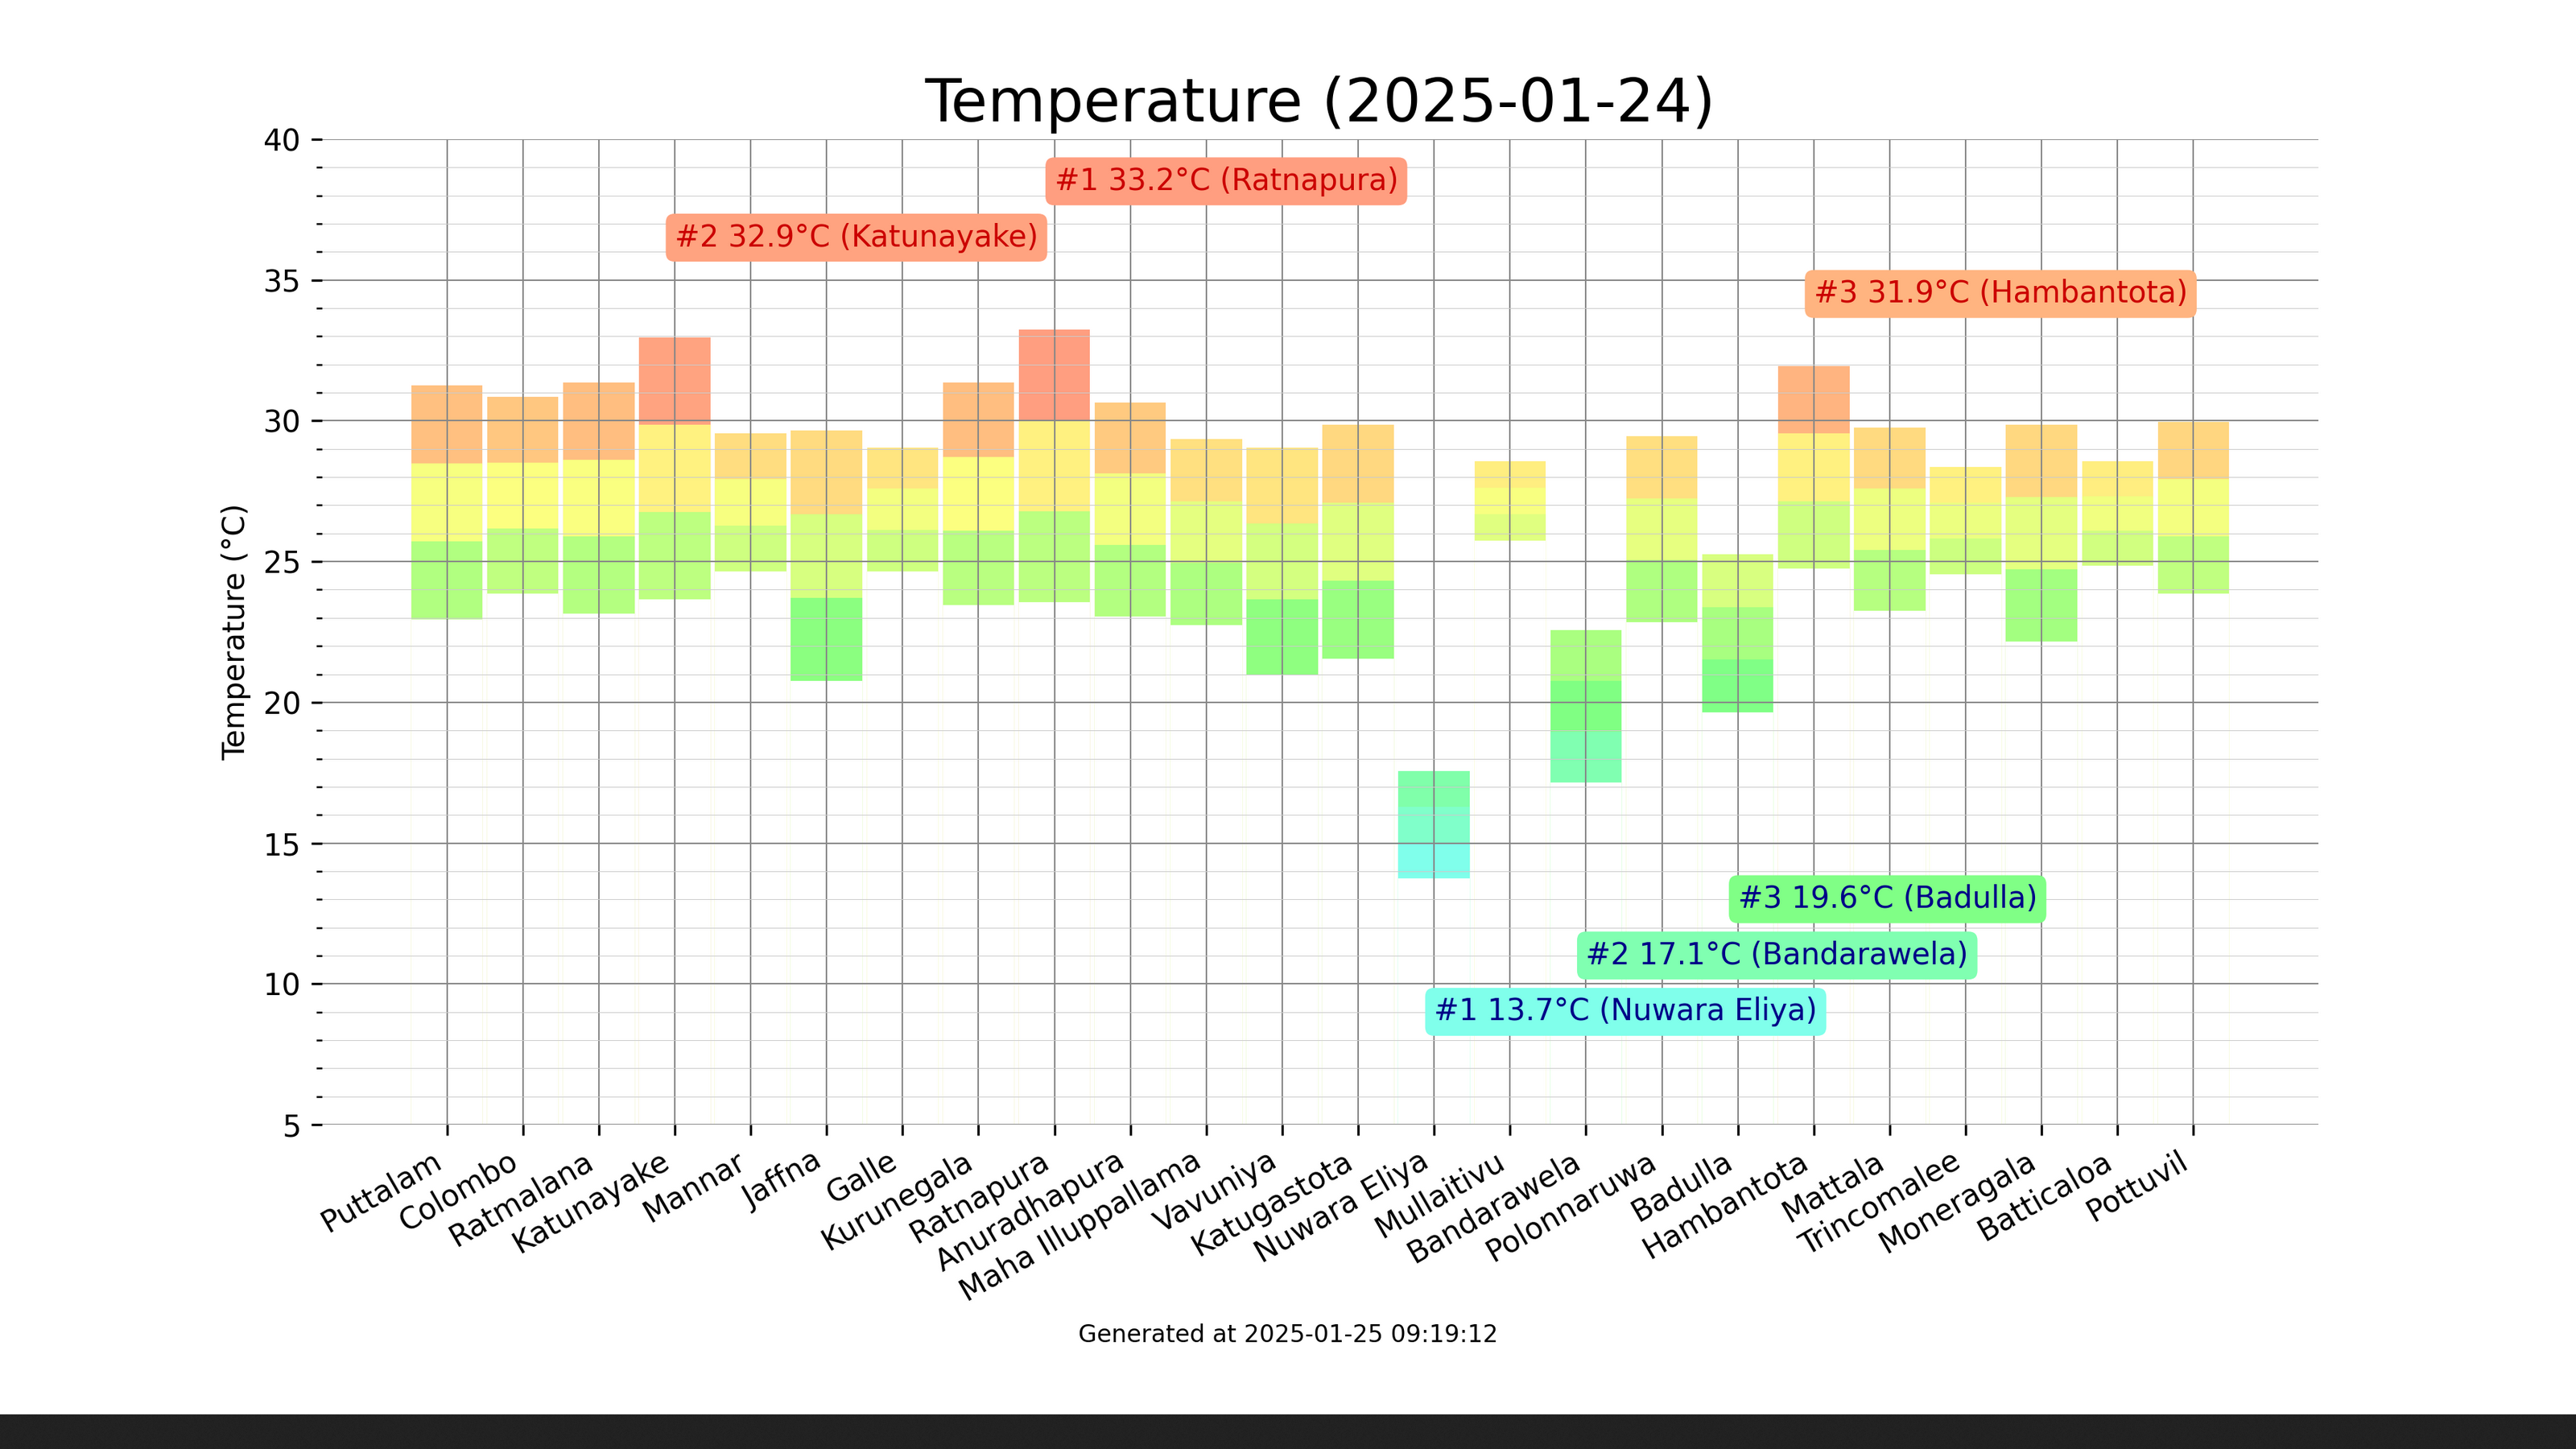 Temperature (2025-01-24)
40
35
30
25
20
15
10
5
Temperature (°C)
#1 33.2°C (Ratnapura)
#2 32.9°C (Katunayake)
#3 31.9°C (Hambantota)
#3 19.6°C (Badulla)
#2 17.1°C (Bandarawela)
#1 13.7°C (Nuwara Eliya)
Puttalam
Colombo
Ratmalana
Katunayake
Mannar
Jaffna
Galle
Kurunegala
Ratnapura
Anuradhapura
Maha Illuppallama
Vavuniya
Katugastota
Nuwara Eliya
Mullaitivu
Bandarawela
Polonnaruwa
Badulla
Hambantota
Mattala
Trincomalee
Moneragala
Batticaloa
Pottuvil
Generated at 2025-01-25 09:19:12